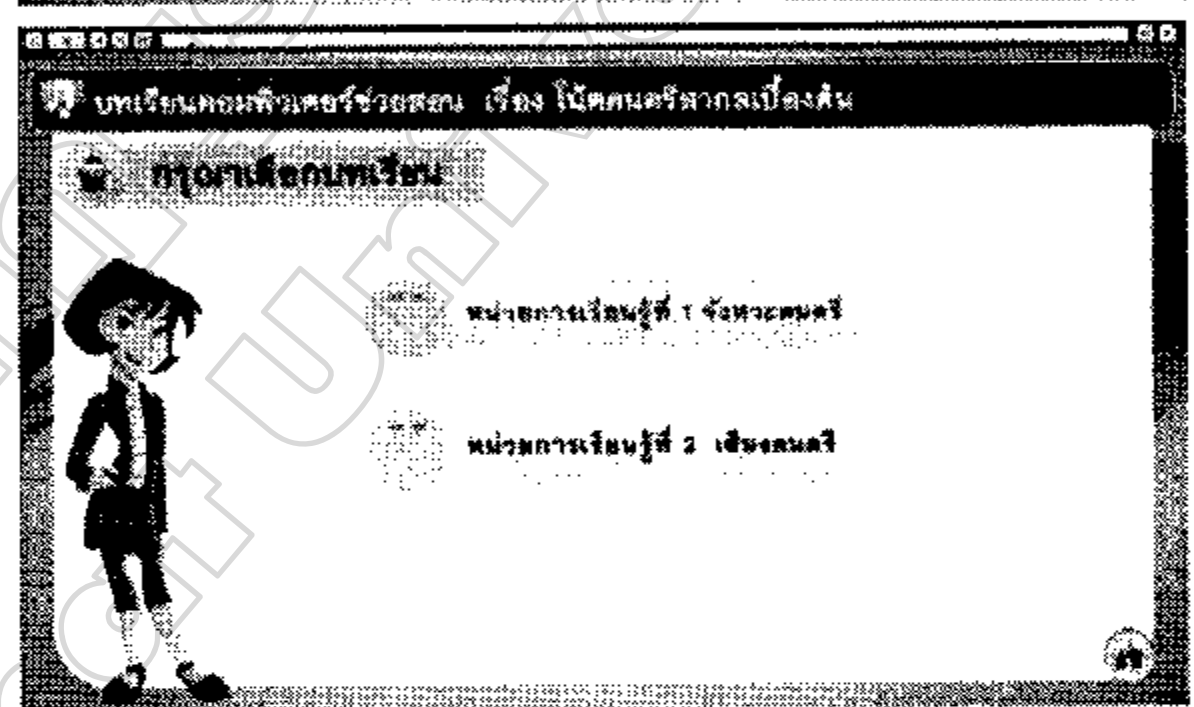 บทเรียนคอมพิวเตอร์ช่วยสอน เรื่อง โน้ตดนตรีสากลเบื้องต้น
กรุณาเลือกบทเรียน
หน่วยการเรียนรู้ที่ 1 จังหวะดนตรี
หน่วยการเรียนรู้ที่ 2 เสียงดนตรี